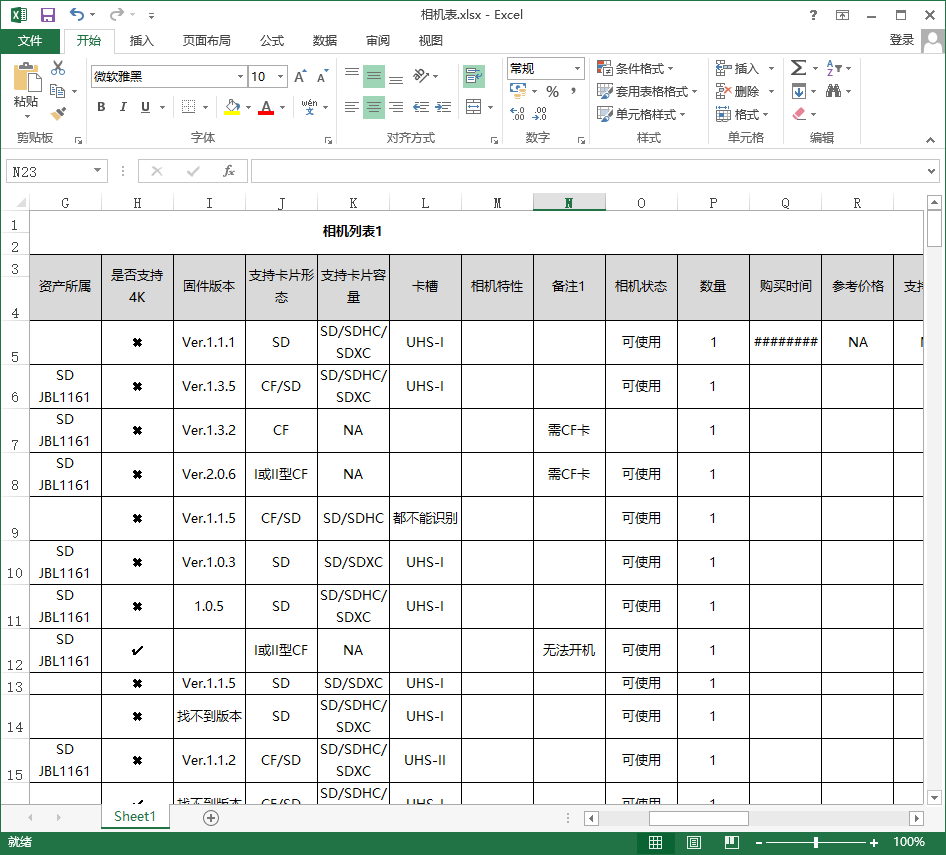 相机表.xlsx - Excel
文件 开始 插入 页面布局 公式 数据 审阅 视图 登录
粘贴 微软雅黑 10 常规 条件格式 插入
B I U A wén 套用表格格式 删除
单元格样式 格式
剪贴板 字体 对齐方式 数字 样式 单元格 编辑
N23 fx
G H I J K L M N O P Q R
1 相机列表1
2
3 资产所属 是否支持 固件版本 支持卡片形 支持卡片容 卡槽 相机特性 备注1 相机状态 数量 购买时间 参考价格 支持
4 4K 态 量
5 ✖ Ver.1.1.1 SD SD/SDHC/ UHS-I 可使用 1 ######## NA
SDXC
SD ✖ Ver.1.3.5 CF/SD SD/SDHC/ UHS-I 可使用 1
6 JBL1161 SDXC
SD ✖ Ver.1.3.2 CF NA 需CF卡 1
7 JBL1161
SD ✖ Ver.2.0.6 I或II型CF NA 需CF卡 可使用 1
8 JBL1161
9 ✖ Ver.1.1.5 CF/SD SD/SDHC 都不能识别 可使用 1
SD ✖ Ver.1.0.3 SD SD/SDXC UHS-I 可使用 1
10 JBL1161
SD ✖ 1.0.5 SD SD/SDHC/ UHS-I 可使用 1
11 JBL1161 SDXC
SD ✔ I或II型CF NA 无法开机 可使用 1
12 JBL1161
13 ✖ Ver.1.1.5 SD SD/SDXC UHS-I 可使用 1
14 ✖ 找不到版本 SD SD/SDHC/ UHS-I 可使用 1
SDXC
SD ✖ Ver.1.1.2 CF/SD SD/SDHC/ UHS-II 可使用 1
15 JBL1161 SDXC
✔ 找不到版本 CF/SD SD/SDHC/ UHS-I 可使用 1
Sheet1
就绪 100%